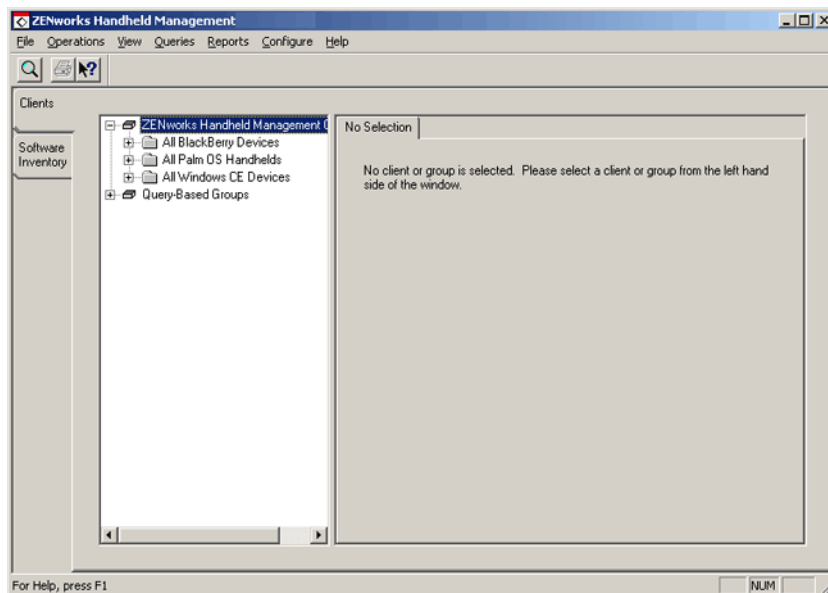 ZENworks Handheld Management
File Operations View Queries Reports Configure Help
Clients
Software
Inventory
ZENworks Handheld Management
All BlackBerry Devices
All Palm OS Handhelds
All Windows CE Devices
Query-Based Groups
No Selection
No client or group is selected. Please select a client or group from the left hand
side of the window.
For Help, press F1
NUM